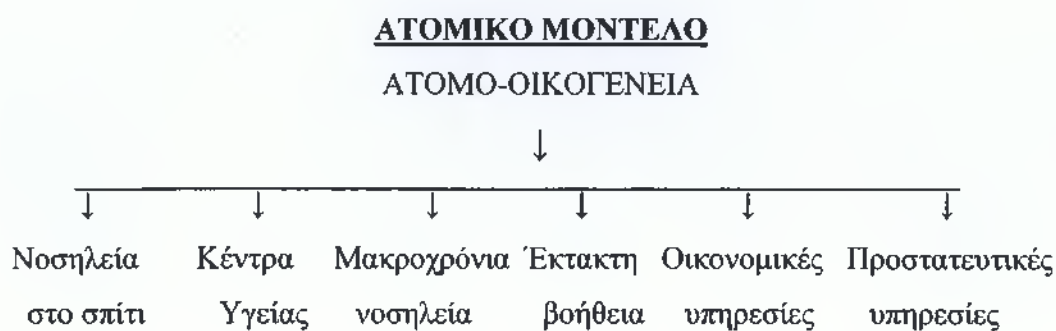 ΑΤΟΜΙΚΟ ΜΟΝΤΕΛΟ
ΑΤΟΜΟ-ΟΙΚΟΓΕΝΕΙΑ
Νοσηλεία Κέντρα Μακροχρόνια Έκτακτη Οικονομικές Προστατευτικές
στο σπίτι Υγείας νοσηλεία βοήθεια υπηρεσίες υπηρεσίες